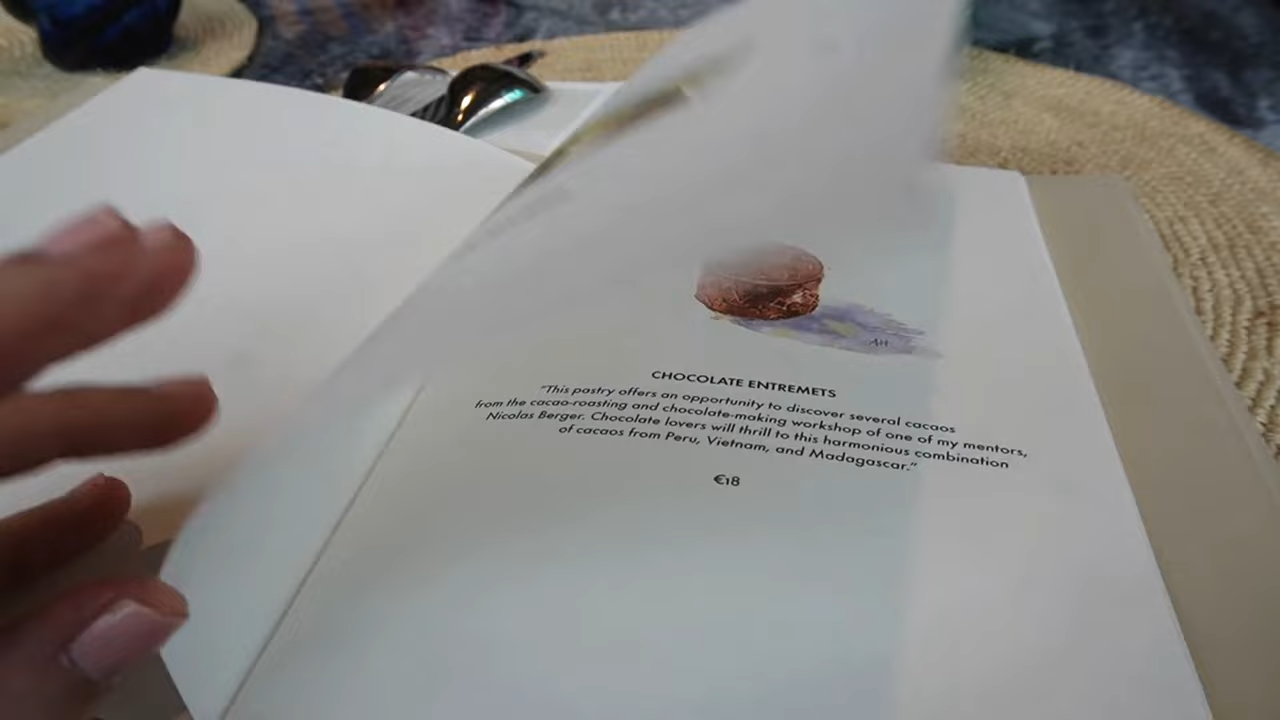 AH
CHOCOLATE ENTREMETS
"This pastry offers an opportunity to discover several cacaos
from the cacao-roasting and chocolate-making workshop of one of my mentors,
Nicolas Berger. Chocolate lovers will thrill to this harmonious combination
of cacaos from Peru, Vietnam, and Madagascar."
€18